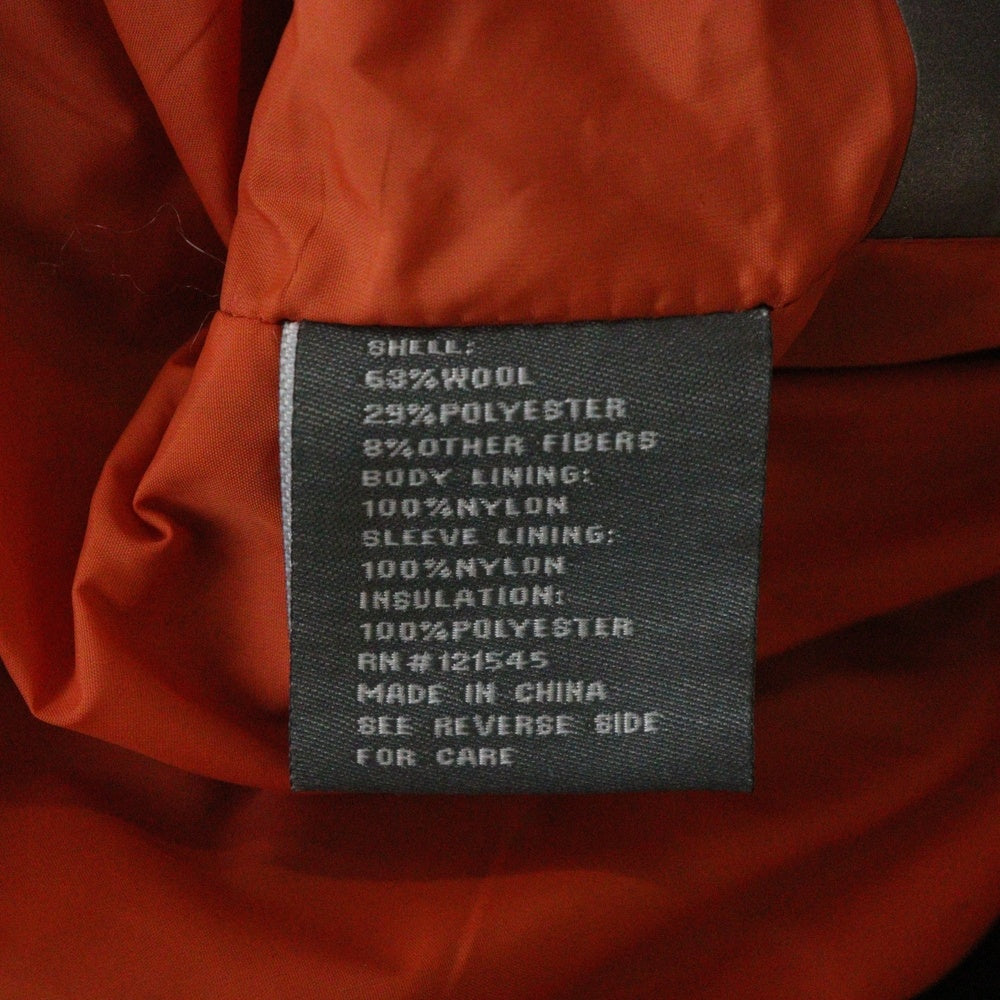 SHELL:
63%WOOL
29%POLYESTER
8%OTHER FIBERS
BODY LINING:
100%NYLON
SLEEVE LINING:
100%NYLON
INSULATION:
100%POLYESTER
RN#121545
MADE IN CHINA
SEE REVERSE SIDE
FOR CARE